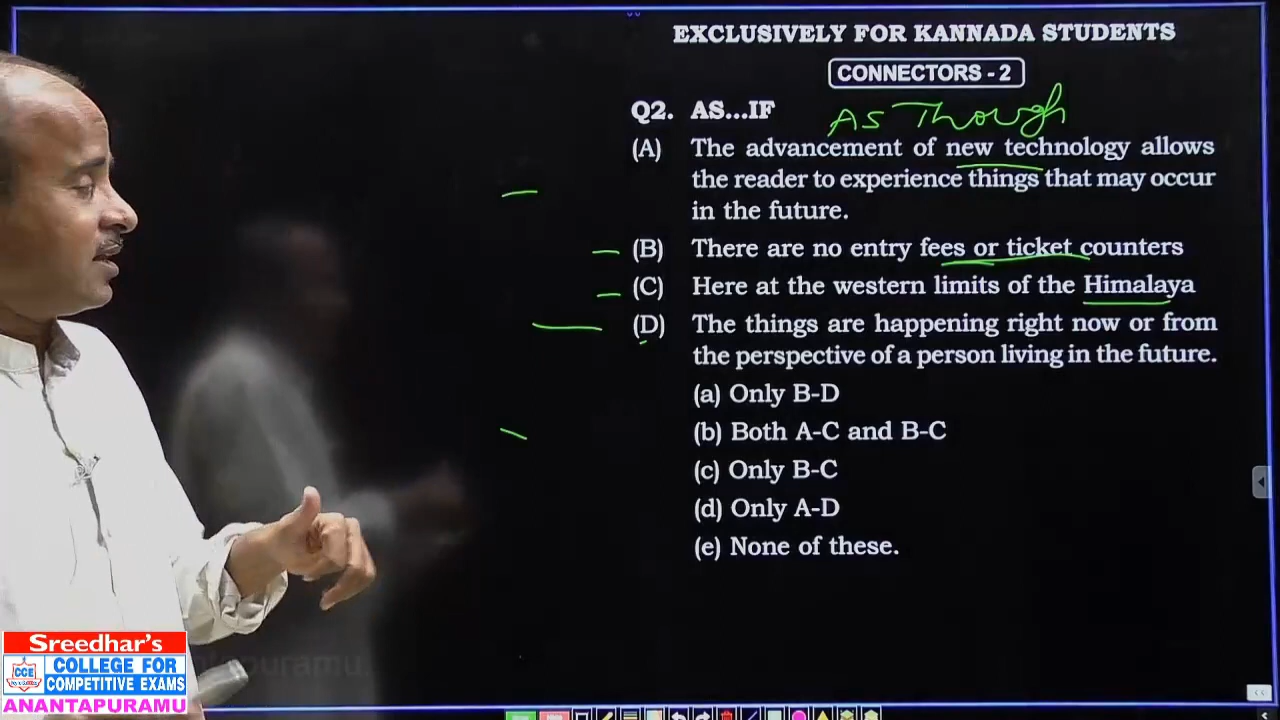 EXCLUSIVELY FOR KANNADA STUDENTS
CONNECTORS - 2
Q2. AS...IF
As Though
(A) The advancement of new technology allows
the reader to experience things that may occur
in the future.
(B) There are no entry fees or ticket counters
(C) Here at the western limits of the Himalaya
(D) The things are happening right now or from
the perspective of a person living in the future.
(a) Only B-D
(b) Both A-C and B-C
(c) Only B-C
(d) Only A-D
(e) None of these.
Sreedhar's
CCE
COLLEGE FOR
COMPETITIVE EXAMS
ANANTAPURAMU